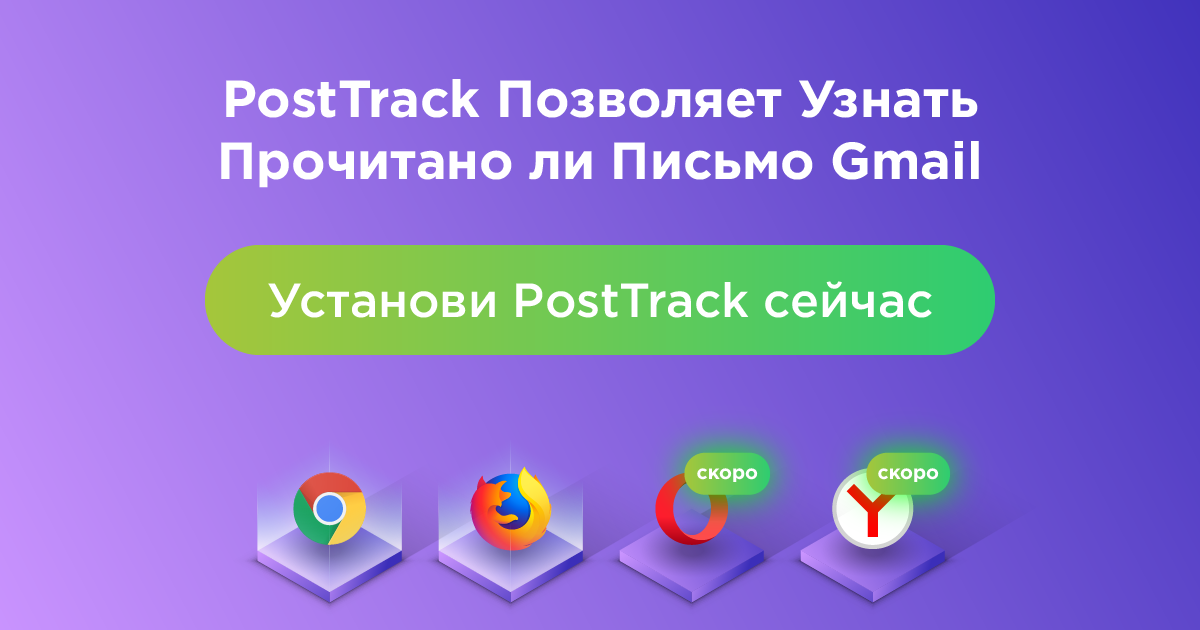 PostTrack Позволяет Узнать
Прочитано ли Письмо Gmail
Установи PostTrack сейчас
скоро
скоро